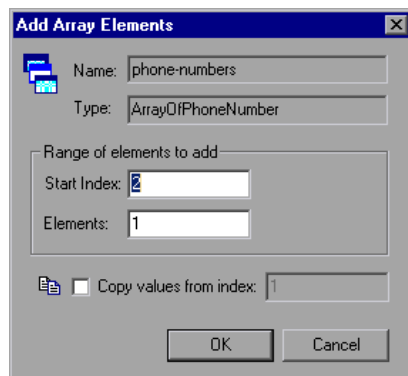 Add Array Elements
Name: phone-numbers
Type: ArrayOfPhoneNumber
Range of elements to add
Start Index: 2
Elements: 1
Copy values from index: 1
OK Cancel